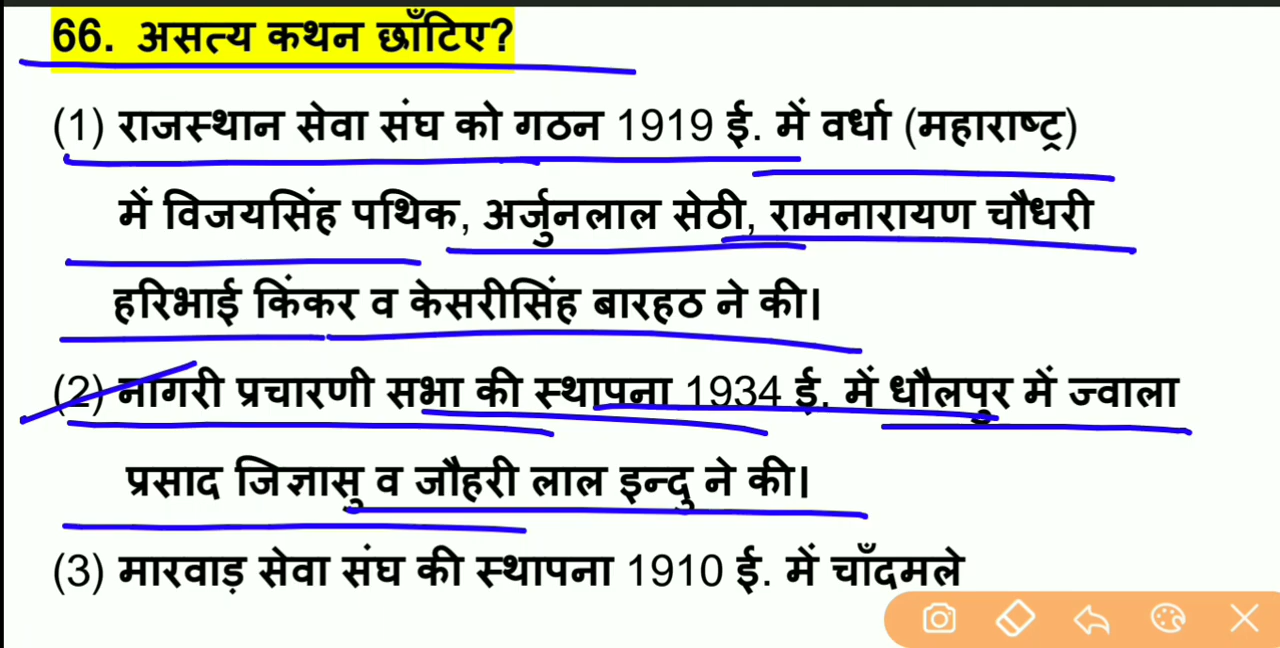 66. असत्य कथन छाँटिए?
(1) राजस्थान सेवा संघ को गठन 1919 ई. में वर्धा (महाराष्ट्र)
में विजयसिंह पथिक, अर्जुनलाल सेठी, रामनारायण चौधरी
हरिभाई किंकर व केसरीसिंह बारहठ ने की।
(2) नागरी प्रचारणी सभा की स्थापना 1934 ई. में धौलपुर में ज्वाला
प्रसाद जिज्ञासु व जौहरी लाल इन्दु ने की।
(3) मारवाड़ सेवा संघ की स्थापना 1910 ई. में चाँदमले